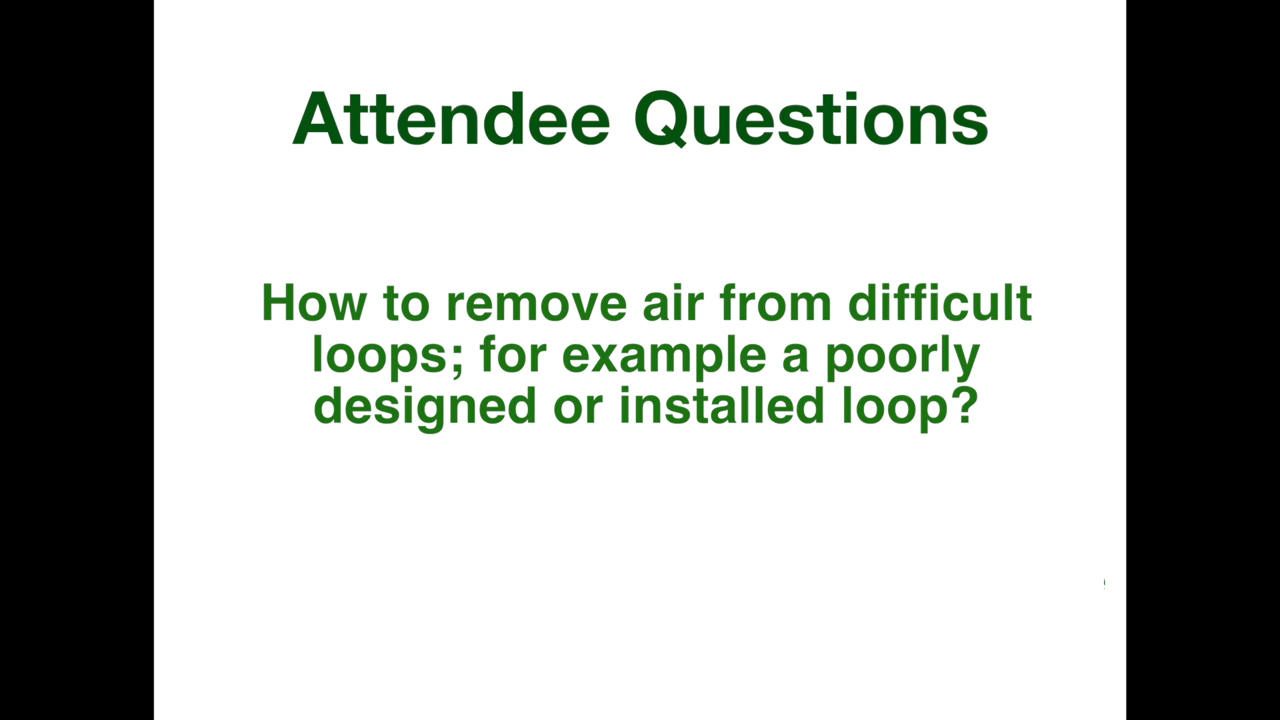 Attendee Questions
How to remove air from difficult
loops; for example a poorly
designed or installed loop?